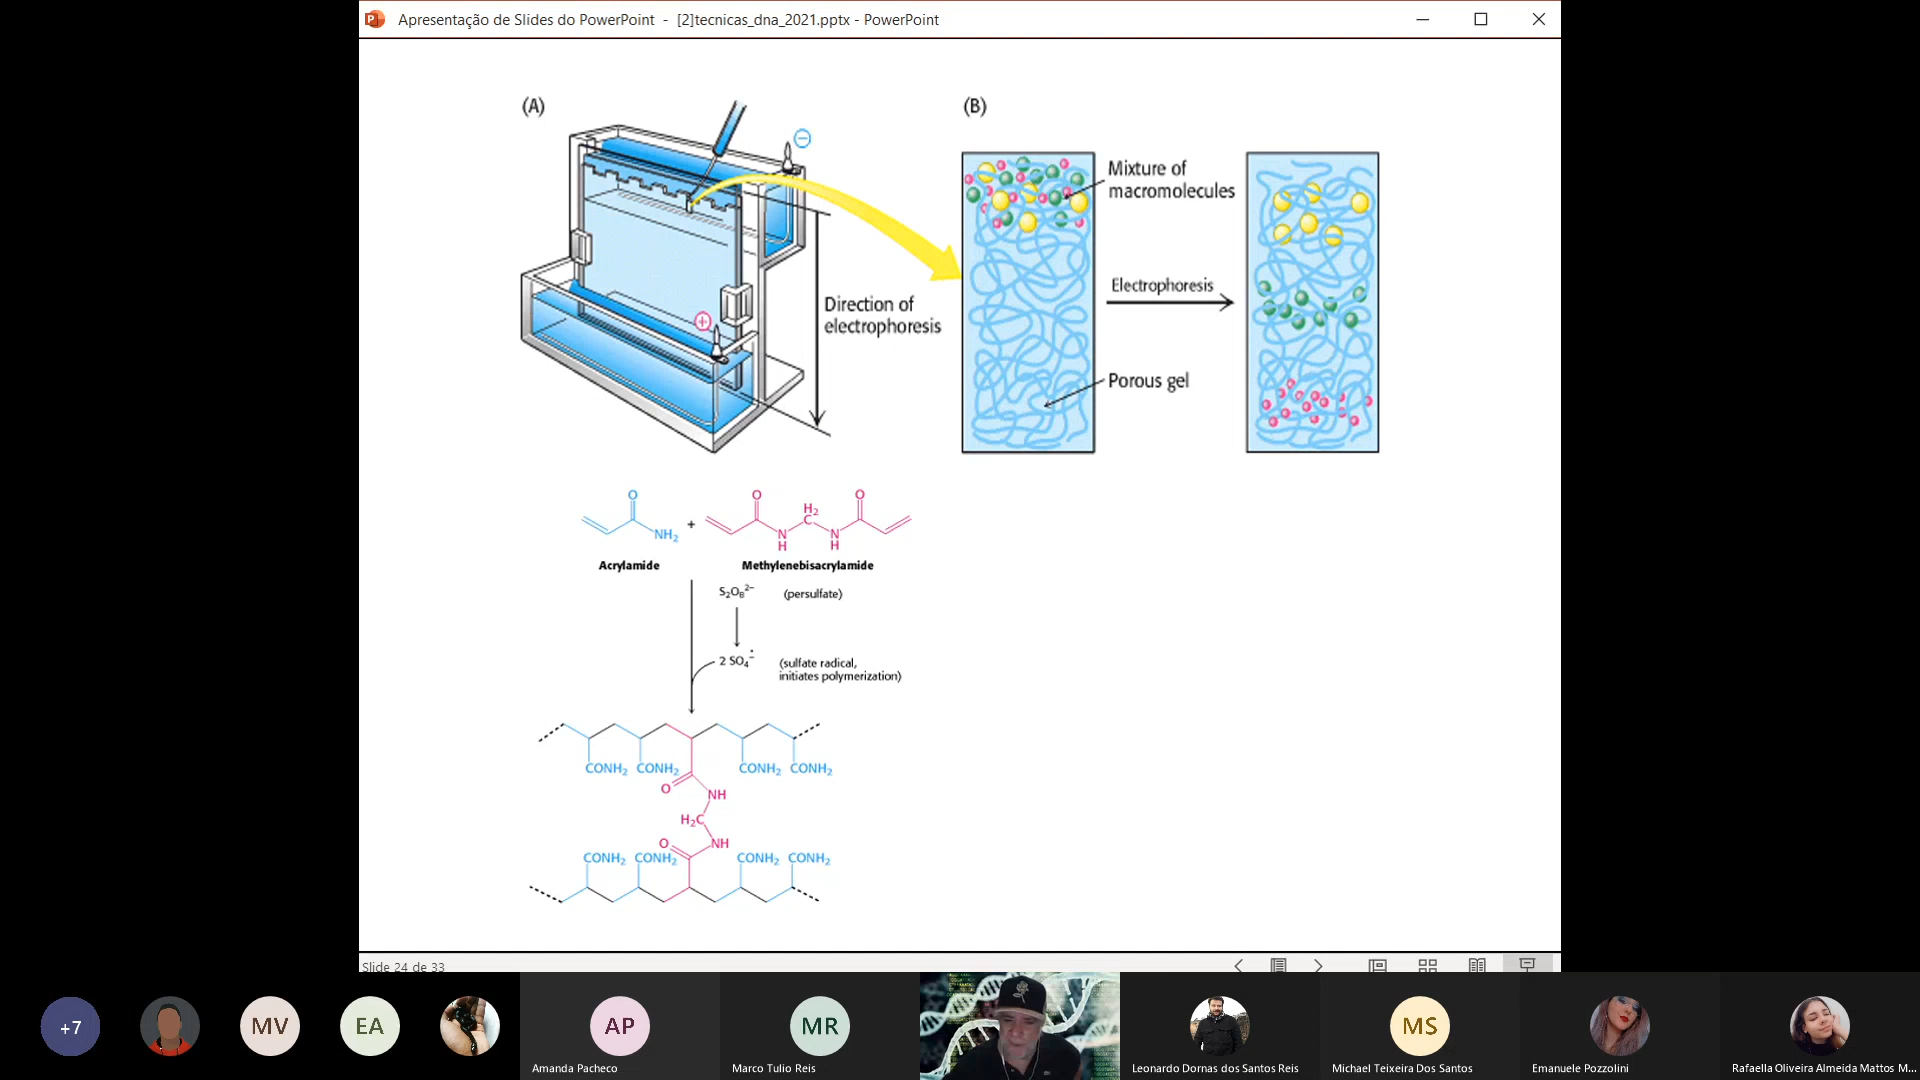 Apresentação de Slides do PowerPoint - [2]tecnicas_dna_2021.pptx - PowerPoint
(A)
(B)
Mixture of
macromolecules
Direction of
electrophoresis
Electrophoresis
Porous gel
O
NH₂
+
O
N
H
H₂
C
N
H
O
Acrylamide
Methylenebisacrylamide
S₂O₈²⁻ (persulfate)
2 SO₄⁻ (sulfate radical,
initiates polymerization)
CONH₂ CONH₂ CONH₂ CONH₂
O
NH
H₂C
O
NH
CONH₂ CONH₂ CONH₂ CONH₂
Slide 24 de 33
+7
MV
EA
AP
Amanda Pacheco
MR
Marco Tulio Reis
Leonardo Dornas dos Santos Reis
MS
Michael Teixeira Dos Santos
Emanuele Pozzolini
Rafaella Oliveira Almeida Mattos M...